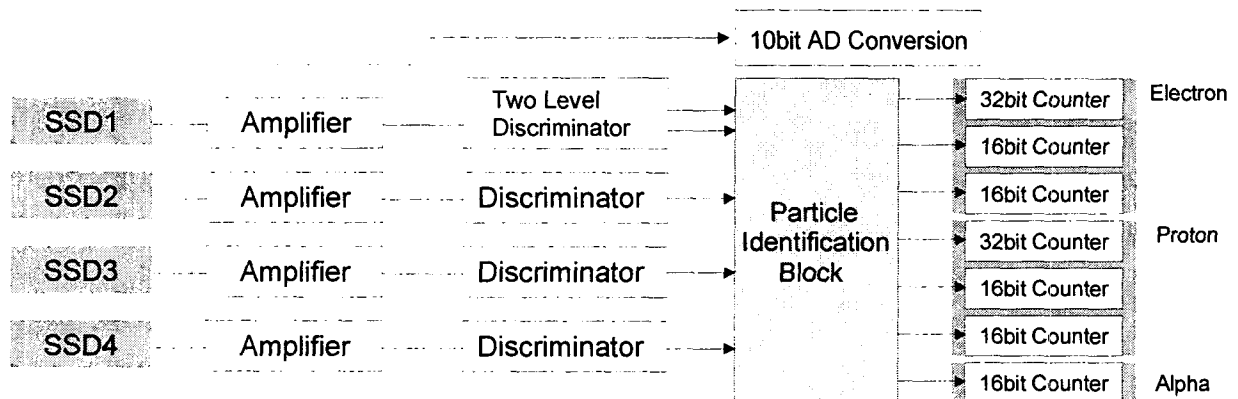 10bit AD Conversion
SSD1
Amplifier
Two Level
Discriminator
32bit Counter
Electron
16bit Counter
SSD2
Amplifier
Discriminator
16bit Counter
Particle
Identification
Block
32bit Counter
Proton
SSD3
Amplifier
Discriminator
16bit Counter
16bit Counter
SSD4
Amplifier
Discriminator
16bit Counter
Alpha